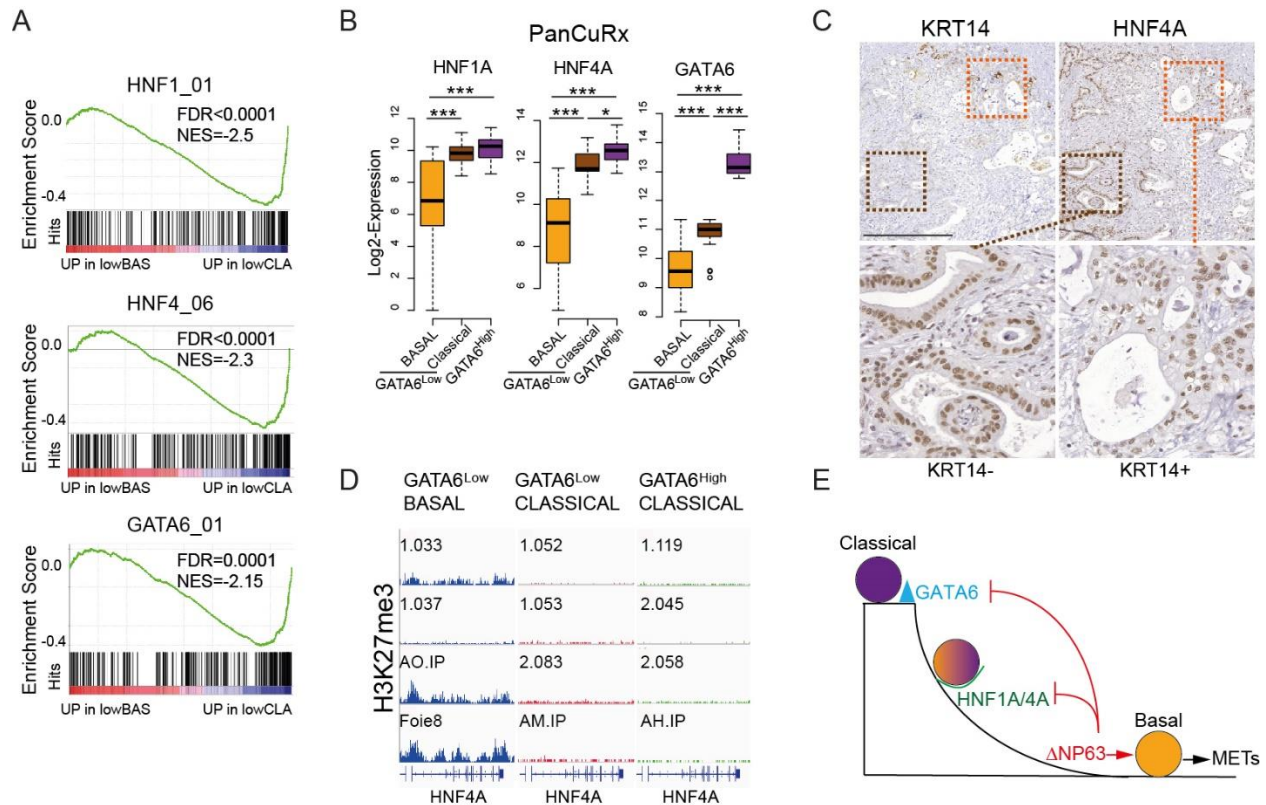 A
HNF1_01
FDR<0.0001
NES=-2.5
Enrichment Score
-0.4
Hits
UP in lowBAS UP in lowCLA
HNF4_06
0.0
FDR<0.0001
NES=-2.3
Enrichment Score
-0.4
Hits
UP in lowBAS UP in lowCLA
GATA6_01
0.0
FDR=0.0001
NES=-2.15
Enrichment Score
-0.4
Hits
UP in lowBAS UP in lowCLA
B
PanCuRx
HNF1A HNF4A GATA6
*** *** ***
*** *** * *** ***
Log2-Expression
12
10
8
6
4
2
0
12
10
8
6
15
14
13
12
11
10
9
8
BASAL Classical GATA6High
GATA6Low
BASAL Classical GATA6High
GATA6Low
BASAL Classical GATA6High
GATA6Low
C
KRT14 HNF4A
KRT14- KRT14+
D
GATA6Low GATA6Low GATA6High
BASAL CLASSICAL CLASSICAL
H3K27me3
1.033 1.052 1.119
1.037 1.053 2.045
AO.IP 2.083 2.058
Foie8 AM.IP AH.IP
HNF4A HNF4A HNF4A
E
Classical
GATA6
HNF1A/4A
Basal
ΔNP63
METs